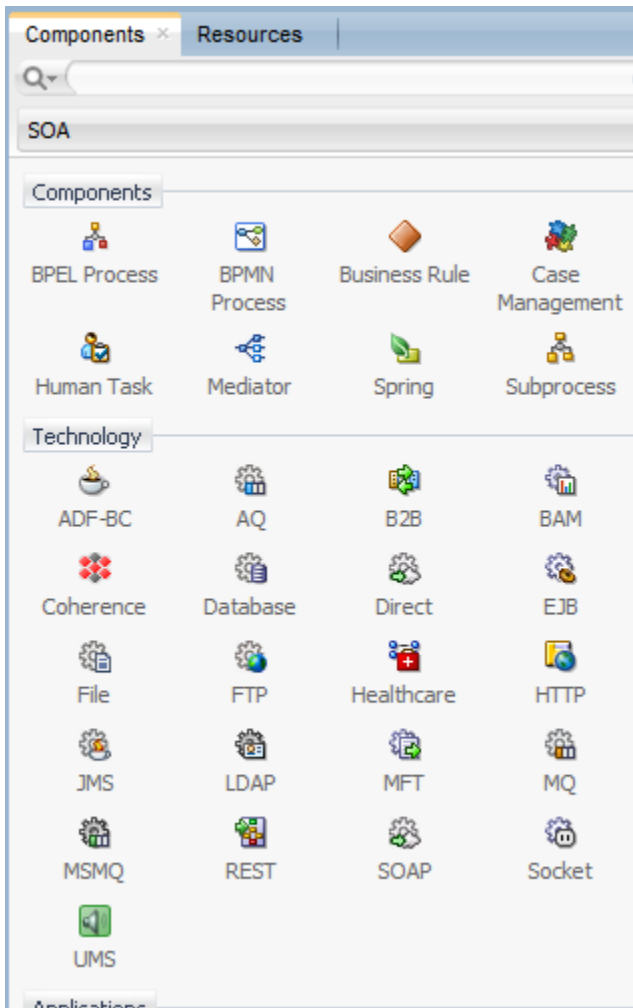 Components Resources
SOA
Components
BPEL Process BPMN Process Business Rule Case Management
Human Task Mediator Spring Subprocess
Technology
ADF-BC AQ B2B BAM
Coherence Database Direct EJB
File FTP Healthcare HTTP
JMS LDAP MFT MQ
MSMQ REST SOAP Socket
UMS
Applications